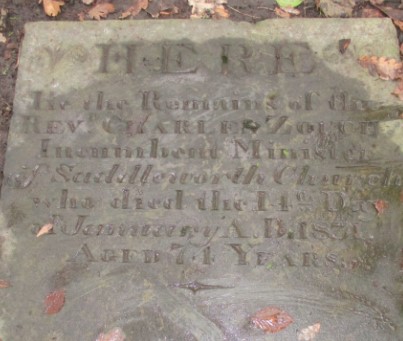 HERE
lie the Remains of the
REVD. CHARLES ZOUCH
Incumbent Minister
of Saddleworth Chapel
who died the 14th Day
of January A.D. 1831
AGED 74 YEARS.